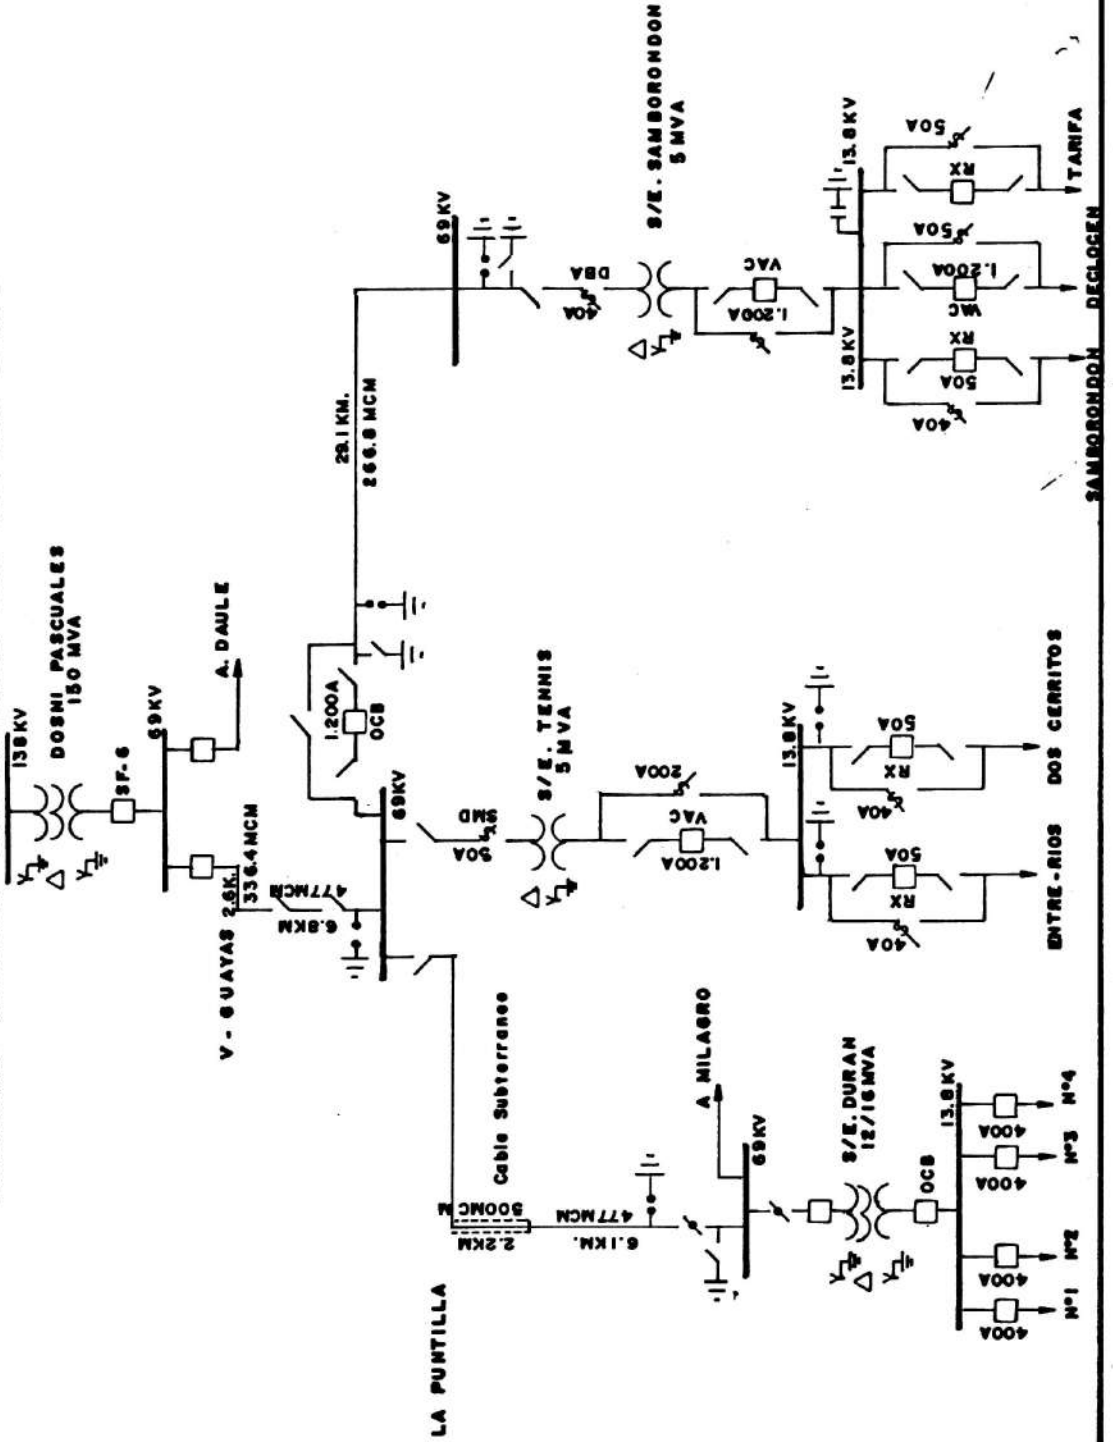 138KV
DOSNI PASCUALES
150 MVA
SF-6
69KV
A. DAULE
V - GUAYAS 2.6K.
336.4 MCM
477MCM
6.8KM
69KV
1.200A
OCB
29.1 KM.
266.8 MCM
69KV
40A
DBA
S/E. SAMBORONDON
5 MVA
VAC
1.200A
13.8KV
13.8KV
40A
50A
RX
VAC
1.200A
50A
RX
50A
SAMBORONDON
DECLOGEN
TARIFA
50A
SMD
S/E. TENNIS
5 MVA
200A
VAC
1.200A
13.8KV
40A
RX
50A
40A
RX
50A
ENTRE-RIOS
DOS CERRITOS
LA PUNTILLA
Cable Subterraneo
500MCM
2.2KM
477MCM
6.1KM.
A MILAGRO
69KV
S/E. DURAN
12/16MVA
OCB
13.8KV
400A
400A
400A
400A
Nº1
Nº2
Nº3
Nº4